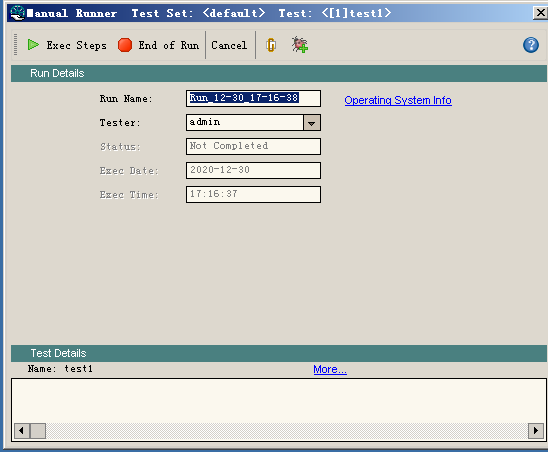 Manual Runner Test Set: <default> Test: <[1]test1>
Exec Steps End of Run Cancel
Run Details
Run Name: Run_12-30_17-16-38 Operating System Info
Tester: admin
Status: Not Completed
Exec Date: 2020-12-30
Exec Time: 17:16:37
Test Details
Name: test1 More...